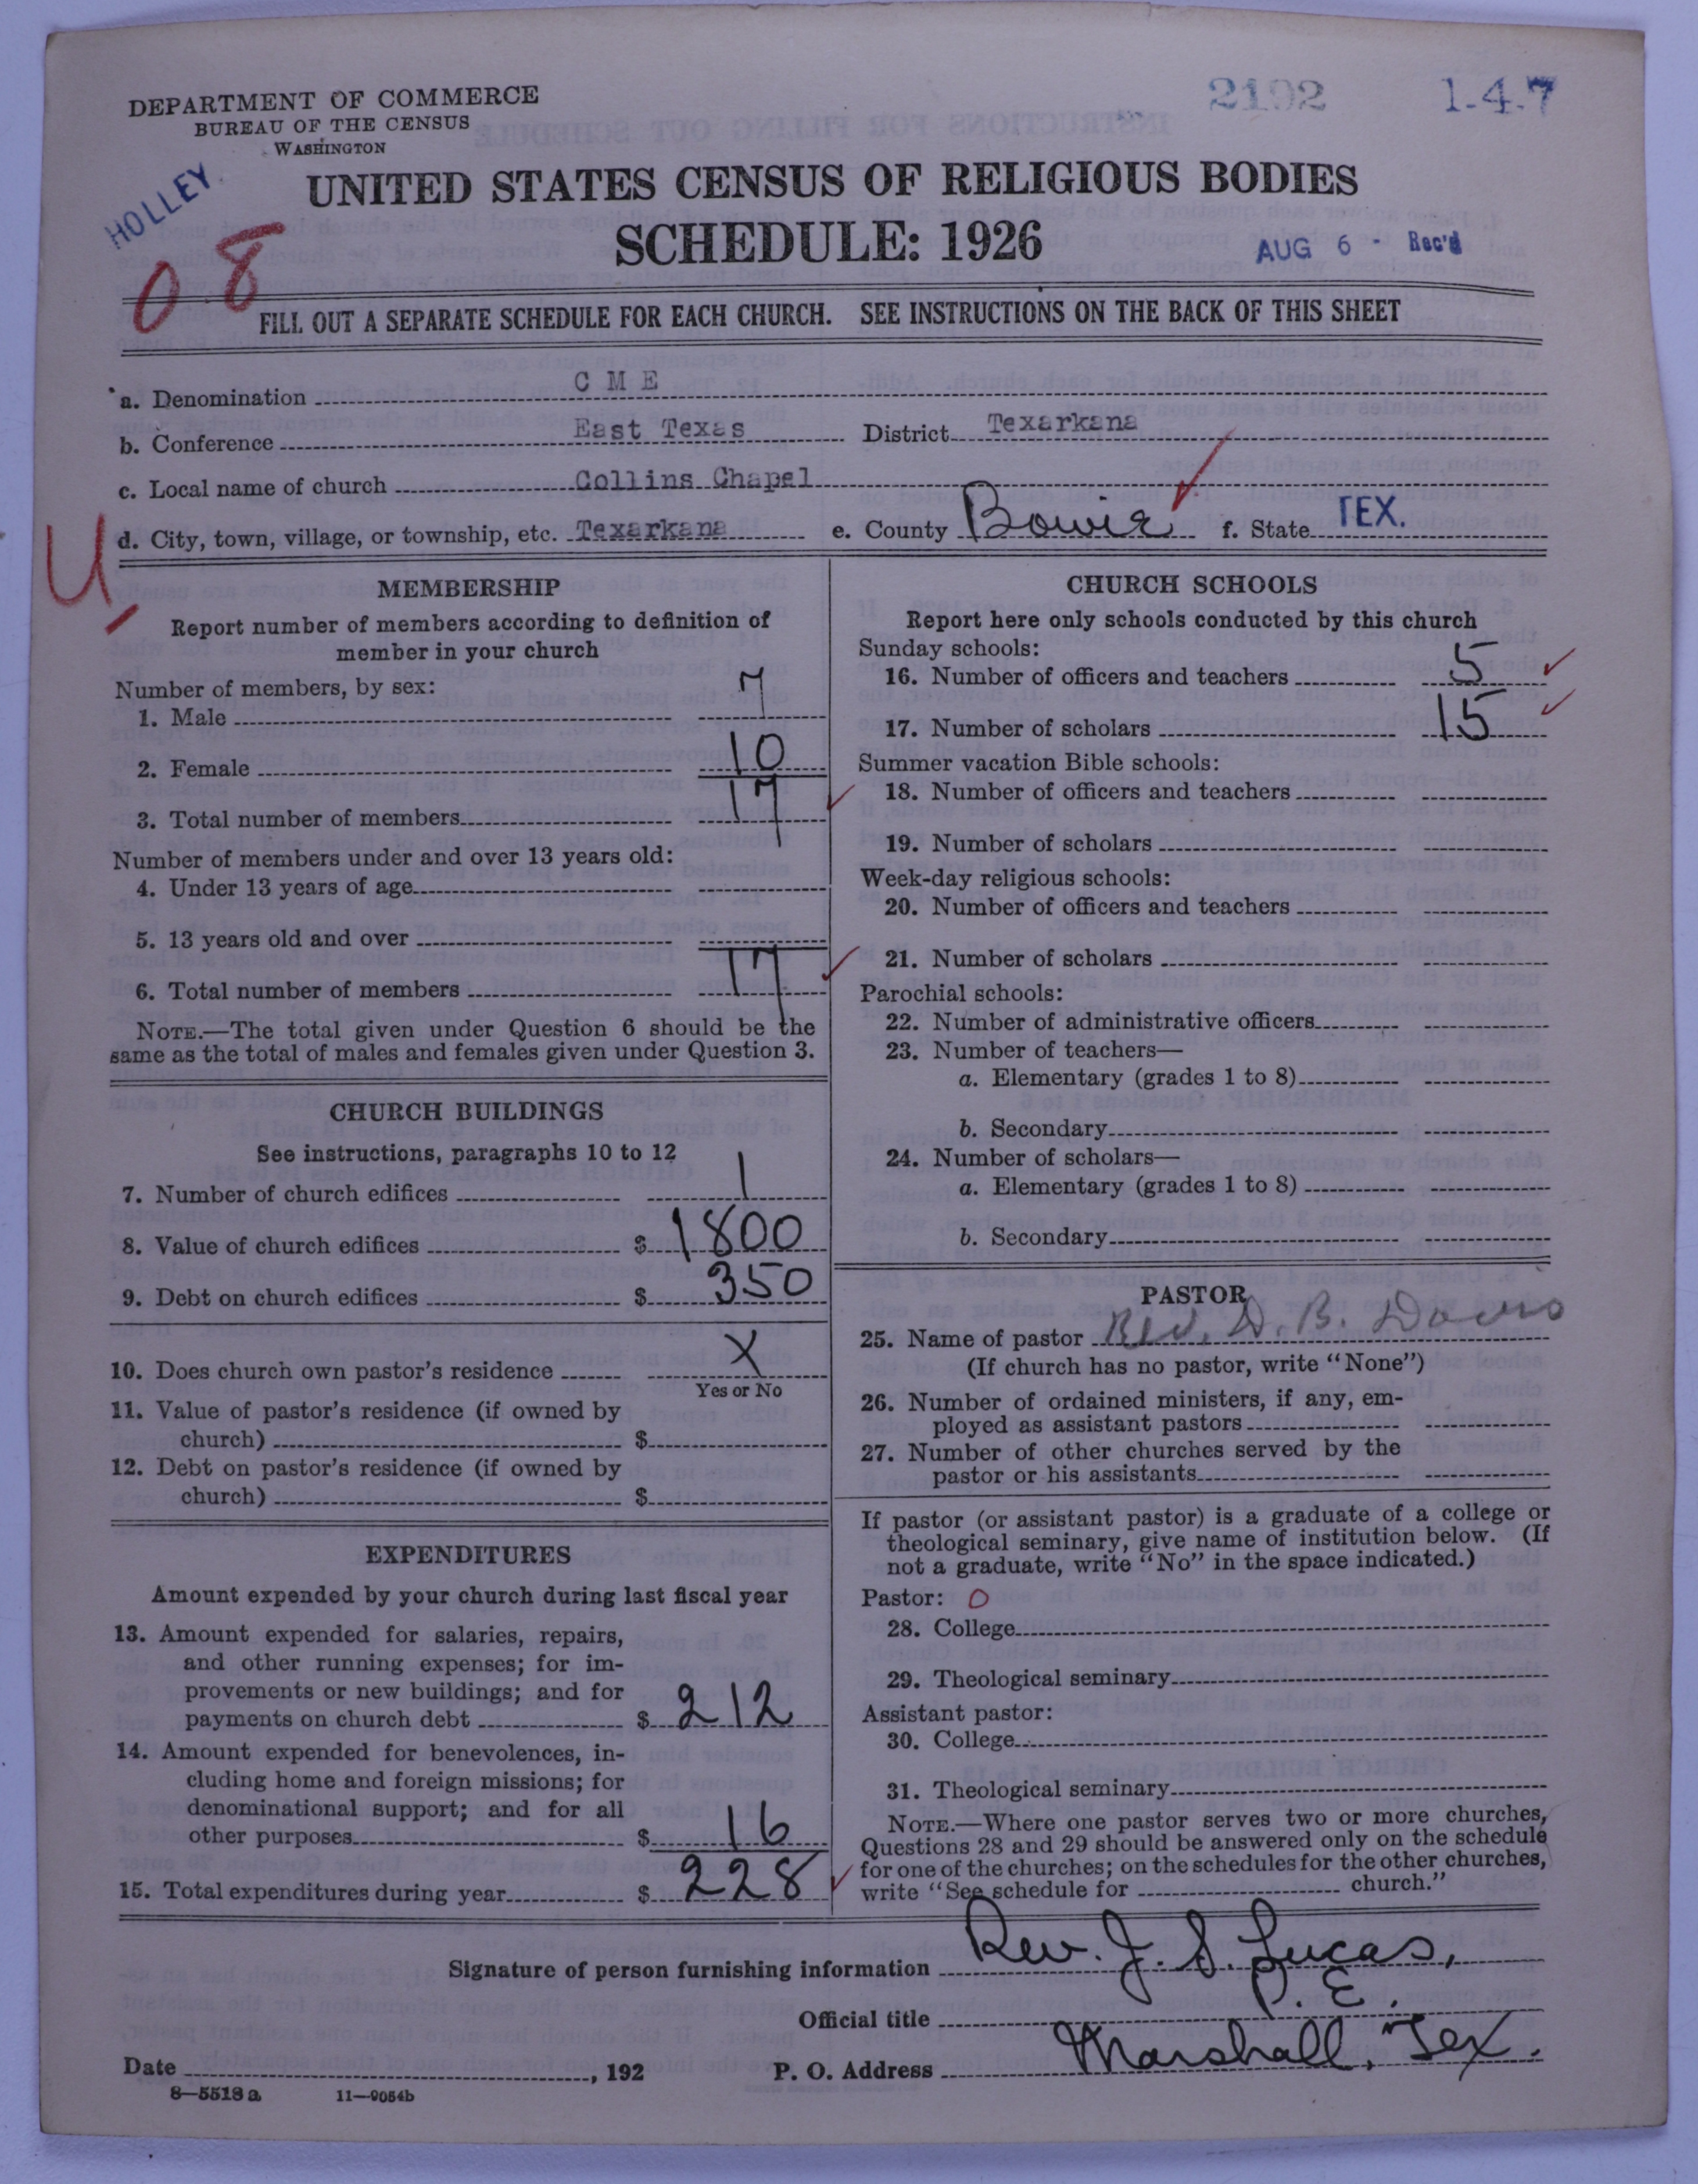 DEPARTMENT OF COMMERCE
BUREAU OF THE CENSUS
WASHINGTON
2192 1-4-7
HOLLEY
08
UNITED STATES CENSUS OF RELIGIOUS BODIES
SCHEDULE: 1926
AUG 6 - Rec'd
FILL OUT A SEPARATE SCHEDULE FOR EACH CHURCH. SEE INSTRUCTIONS ON THE BACK OF THIS SHEET
a. Denomination C M E
b. Conference East Texas District Texarkana
c. Local name of church Collins Chapel
U d. City, town, village, or township, etc. Texarkana e. County Bowie f. State TEX.
MEMBERSHIP
Report number of members according to definition of
member in your church
Number of members, by sex:
1. Male 7
2. Female 10
3. Total number of members 17
Number of members under and over 13 years old:
4. Under 13 years of age
5. 13 years old and over
6. Total number of members 17
NOTE.—The total given under Question 6 should be the
same as the total of males and females given under Question 3.
CHURCH BUILDINGS
See instructions, paragraphs 10 to 12
7. Number of church edifices 1
8. Value of church edifices $ 1800
9. Debt on church edifices $ 350
10. Does church own pastor's residence X
Yes or No
11. Value of pastor's residence (if owned by
church) $
12. Debt on pastor's residence (if owned by
church) $
EXPENDITURES
Amount expended by your church during last fiscal year
13. Amount expended for salaries, repairs,
and other running expenses; for im-
provements or new buildings; and for
payments on church debt $ 212
14. Amount expended for benevolences, in-
cluding home and foreign missions; for
denominational support; and for all
other purposes $ 16
15. Total expenditures during year $ 228
CHURCH SCHOOLS
Report here only schools conducted by this church
Sunday schools:
16. Number of officers and teachers 5
17. Number of scholars 15
Summer vacation Bible schools:
18. Number of officers and teachers
19. Number of scholars
Week-day religious schools:
20. Number of officers and teachers
21. Number of scholars
Parochial schools:
22. Number of administrative officers
23. Number of teachers—
a. Elementary (grades 1 to 8)
b. Secondary
24. Number of scholars—
a. Elementary (grades 1 to 8)
b. Secondary
PASTOR
25. Name of pastor Rev. D. B. Davis
(If church has no pastor, write "None")
26. Number of ordained ministers, if any, em-
ployed as assistant pastors
27. Number of other churches served by the
pastor or his assistants
If pastor (or assistant pastor) is a graduate of a college or
theological seminary, give name of institution below. (If
not a graduate, write "No" in the space indicated.)
Pastor: 0
28. College
29. Theological seminary
Assistant pastor:
30. College
31. Theological seminary
NOTE.—Where one pastor serves two or more churches,
Questions 28 and 29 should be answered only on the schedule
for one of the churches; on the schedules for the other churches,
write "See schedule for church."
Signature of person furnishing information Rev. J. S. Lucas,
Official title P. E.
Date , 192 P. O. Address Marshall, Tex.
8—5518 a 11—9054b